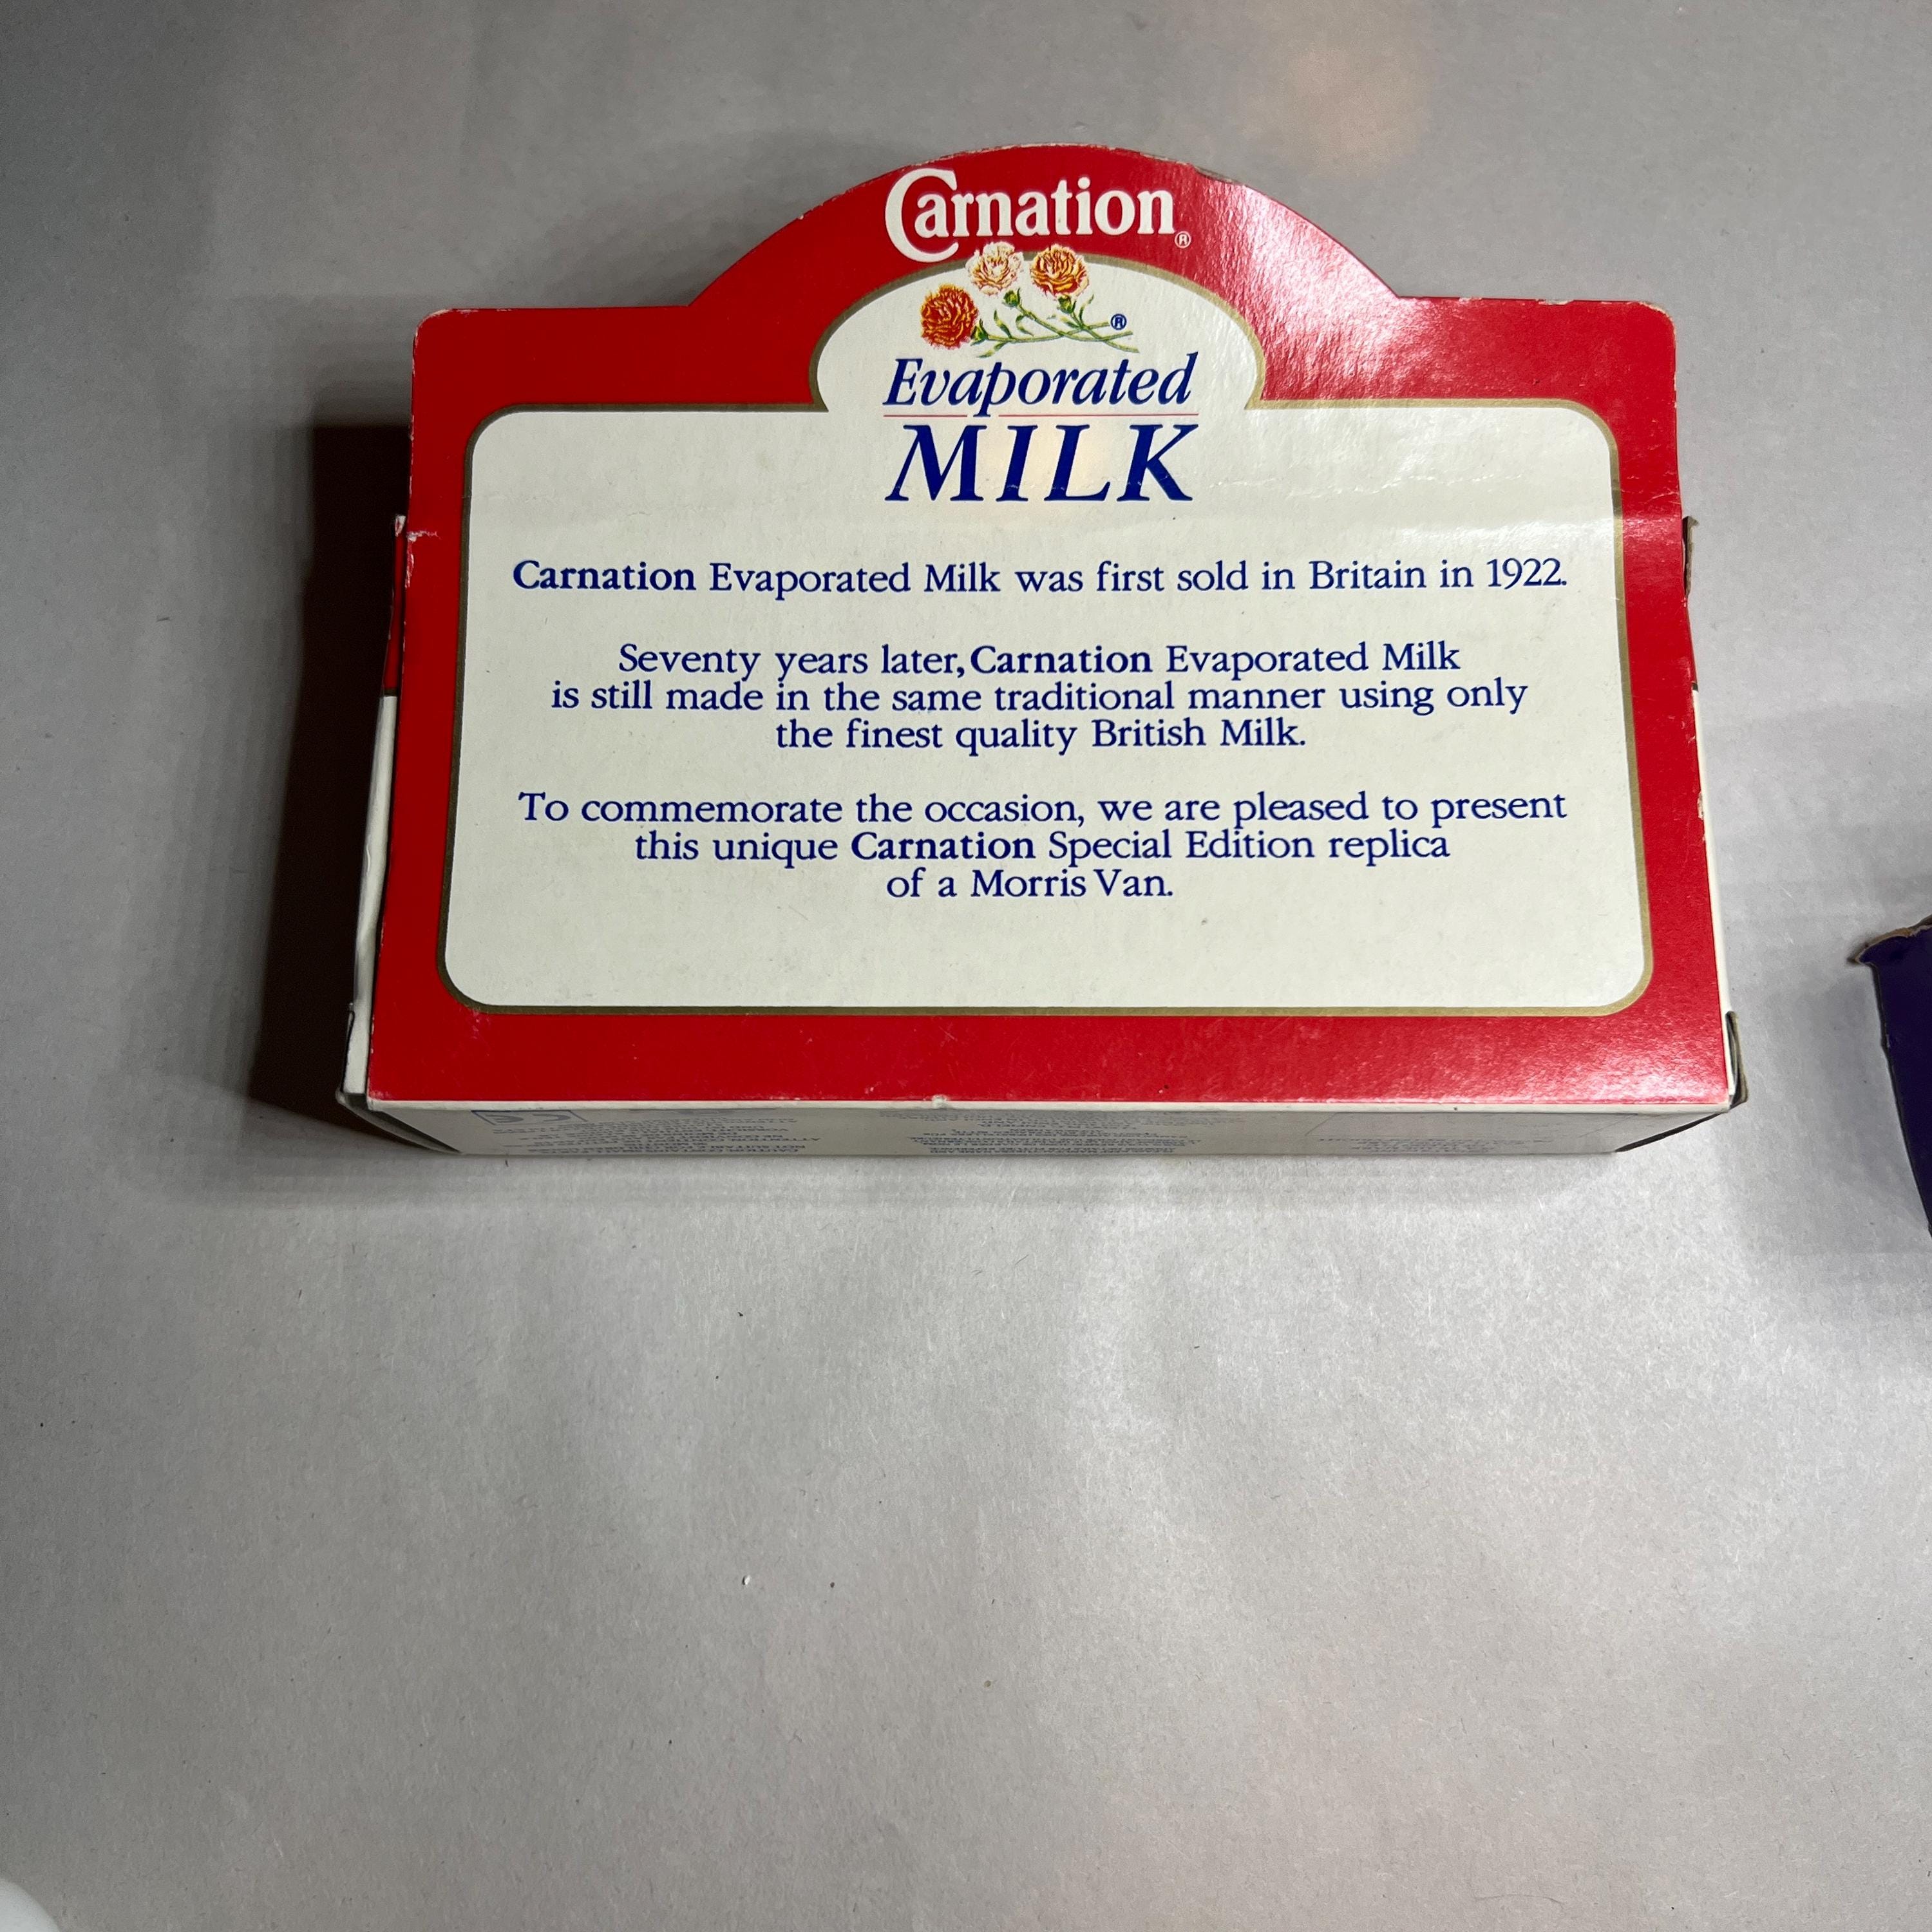 Carnation®
®
Evaporated
MILK
Carnation Evaporated Milk was first sold in Britain in 1922.
Seventy years later, Carnation Evaporated Milk
is still made in the same traditional manner using only
the finest quality British Milk.
To commemorate the occasion, we are pleased to present
this unique Carnation Special Edition replica
of a Morris Van.